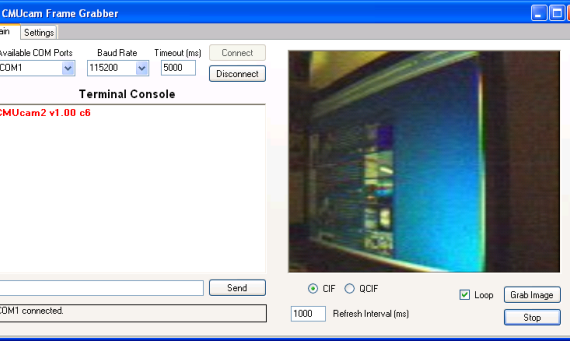 CMUcam Frame Grabber
ain Settings
Available COM Ports Baud Rate Timeout (ms) Connect
COM1 115200 5000 Disconnect
Terminal Console
CMUcam2 v1.00 c6
Send
CIF QCIF
Loop Grab Image
COM1 connected.
1000 Refresh Interval (ms)
Stop